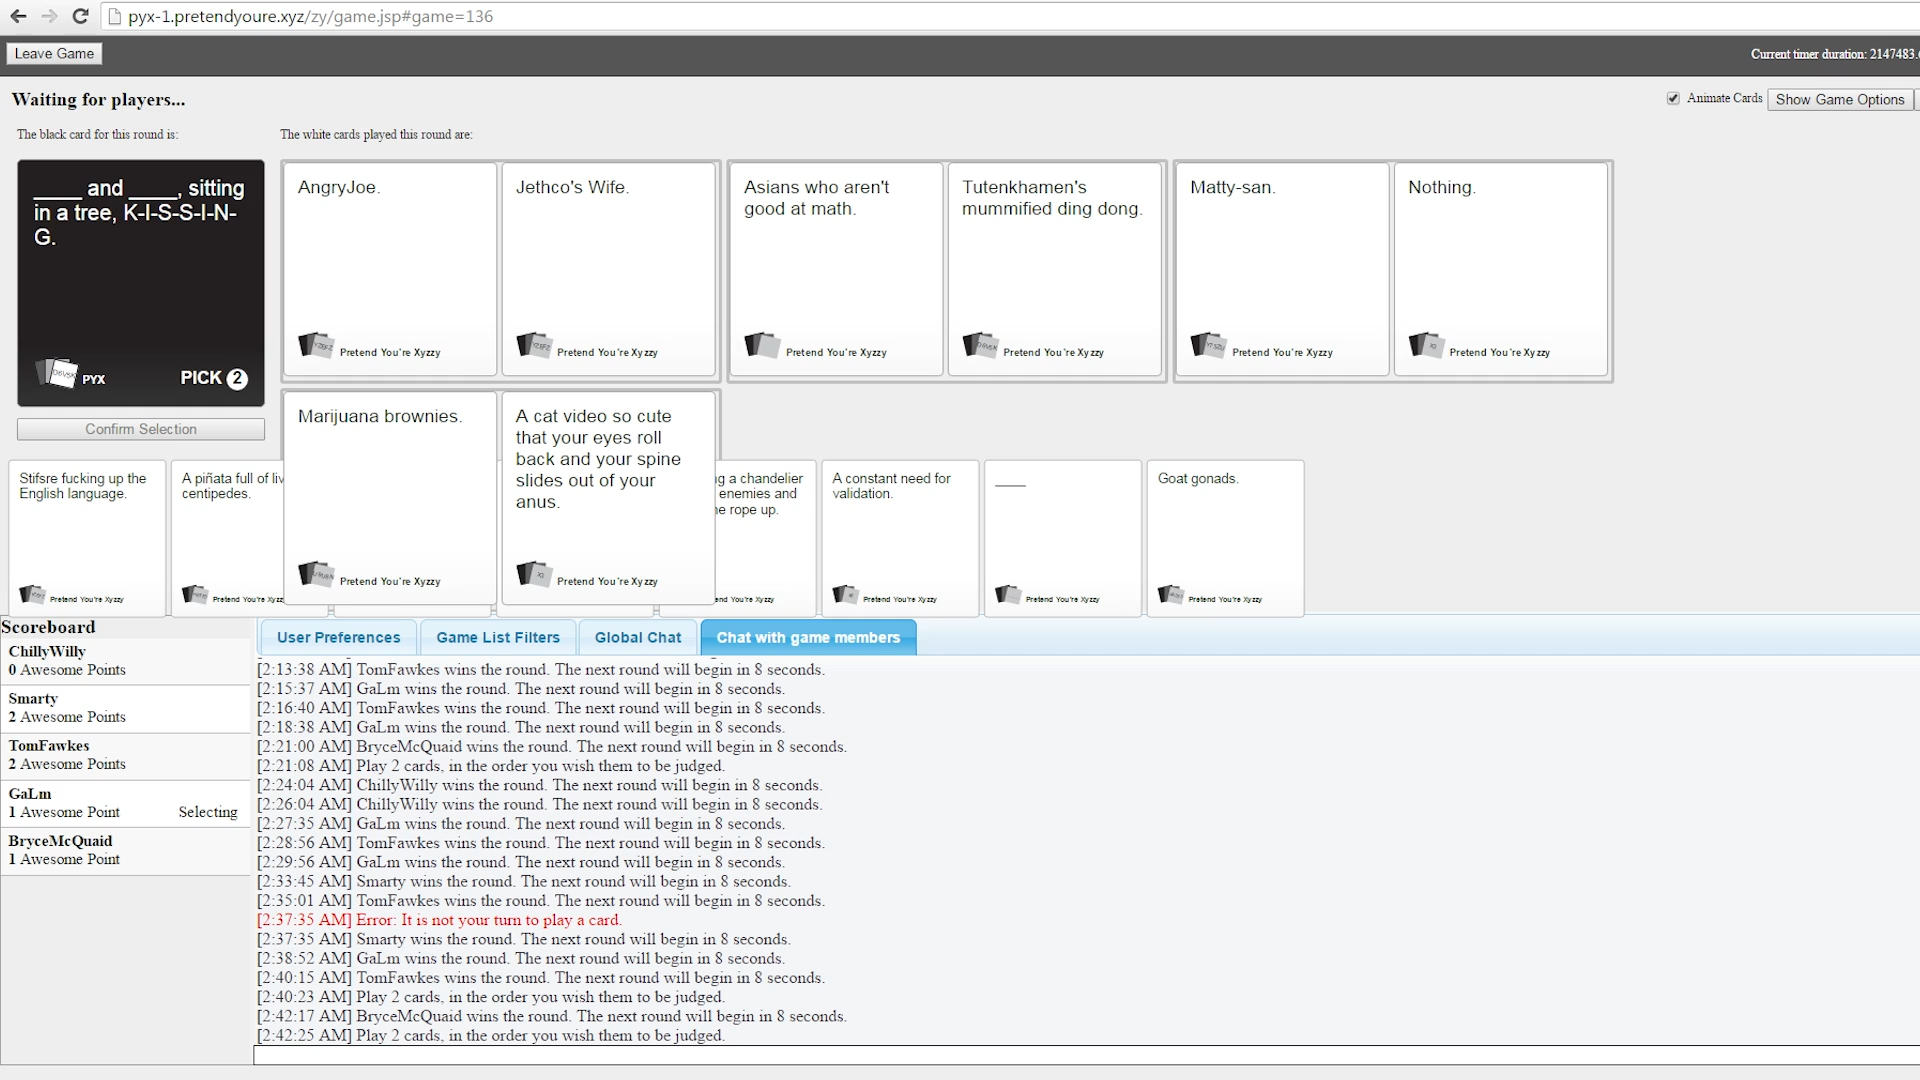 pyx-1.pretendyoure.xyz/zy/game.jsp#game=136
Leave Game
Current timer duration: 2147483.
Waiting for players...
Animate Cards
Show Game Options
The black card for this round is:
The white cards played this round are:
____ and ____, sitting
in a tree, K-I-S-S-I-N-
G.
PYX
PICK 2
Confirm Selection
AngryJoe.
Pretend You're Xyzzy
Jethco's Wife.
Pretend You're Xyzzy
Asians who aren't
good at math.
Pretend You're Xyzzy
Tutenkhamen's
mummified ding dong.
Pretend You're Xyzzy
Matty-san.
Pretend You're Xyzzy
Nothing.
Pretend You're Xyzzy
Marijuana brownies.
Pretend You're Xyzzy
A cat video so cute
that your eyes roll
back and your spine
slides out of your
anus.
Pretend You're Xyzzy
Stifsre fucking up the
English language.
Pretend You're Xyzzy
A piñata full of liv
centipedes.
Pretend You're Xyzz
g a chandelier
enemies and
e rope up.
nd You're Xyzzy
A constant need for
validation.
Pretend You're Xyzzy
____
Pretend You're Xyzzy
Goat gonads.
Pretend You're Xyzzy
Scoreboard
ChillyWilly
0 Awesome Points
Smarty
2 Awesome Points
TomFawkes
2 Awesome Points
GaLm
1 Awesome Point Selecting
BryceMcQuaid
1 Awesome Point
User Preferences
Game List Filters
Global Chat
Chat with game members
[2:13:38 AM] TomFawkes wins the round. The next round will begin in 8 seconds.
[2:15:37 AM] GaLm wins the round. The next round will begin in 8 seconds.
[2:16:40 AM] TomFawkes wins the round. The next round will begin in 8 seconds.
[2:18:38 AM] GaLm wins the round. The next round will begin in 8 seconds.
[2:21:00 AM] BryceMcQuaid wins the round. The next round will begin in 8 seconds.
[2:21:08 AM] Play 2 cards, in the order you wish them to be judged.
[2:24:04 AM] ChillyWilly wins the round. The next round will begin in 8 seconds.
[2:26:04 AM] ChillyWilly wins the round. The next round will begin in 8 seconds.
[2:27:35 AM] GaLm wins the round. The next round will begin in 8 seconds.
[2:28:56 AM] TomFawkes wins the round. The next round will begin in 8 seconds.
[2:29:56 AM] GaLm wins the round. The next round will begin in 8 seconds.
[2:33:45 AM] Smarty wins the round. The next round will begin in 8 seconds.
[2:35:01 AM] TomFawkes wins the round. The next round will begin in 8 seconds.
[2:37:35 AM] Error: It is not your turn to play a card.
[2:37:35 AM] Smarty wins the round. The next round will begin in 8 seconds.
[2:38:52 AM] GaLm wins the round. The next round will begin in 8 seconds.
[2:40:15 AM] TomFawkes wins the round. The next round will begin in 8 seconds.
[2:40:23 AM] Play 2 cards, in the order you wish them to be judged.
[2:42:17 AM] BryceMcQuaid wins the round. The next round will begin in 8 seconds.
[2:42:25 AM] Play 2 cards, in the order you wish them to be judged.